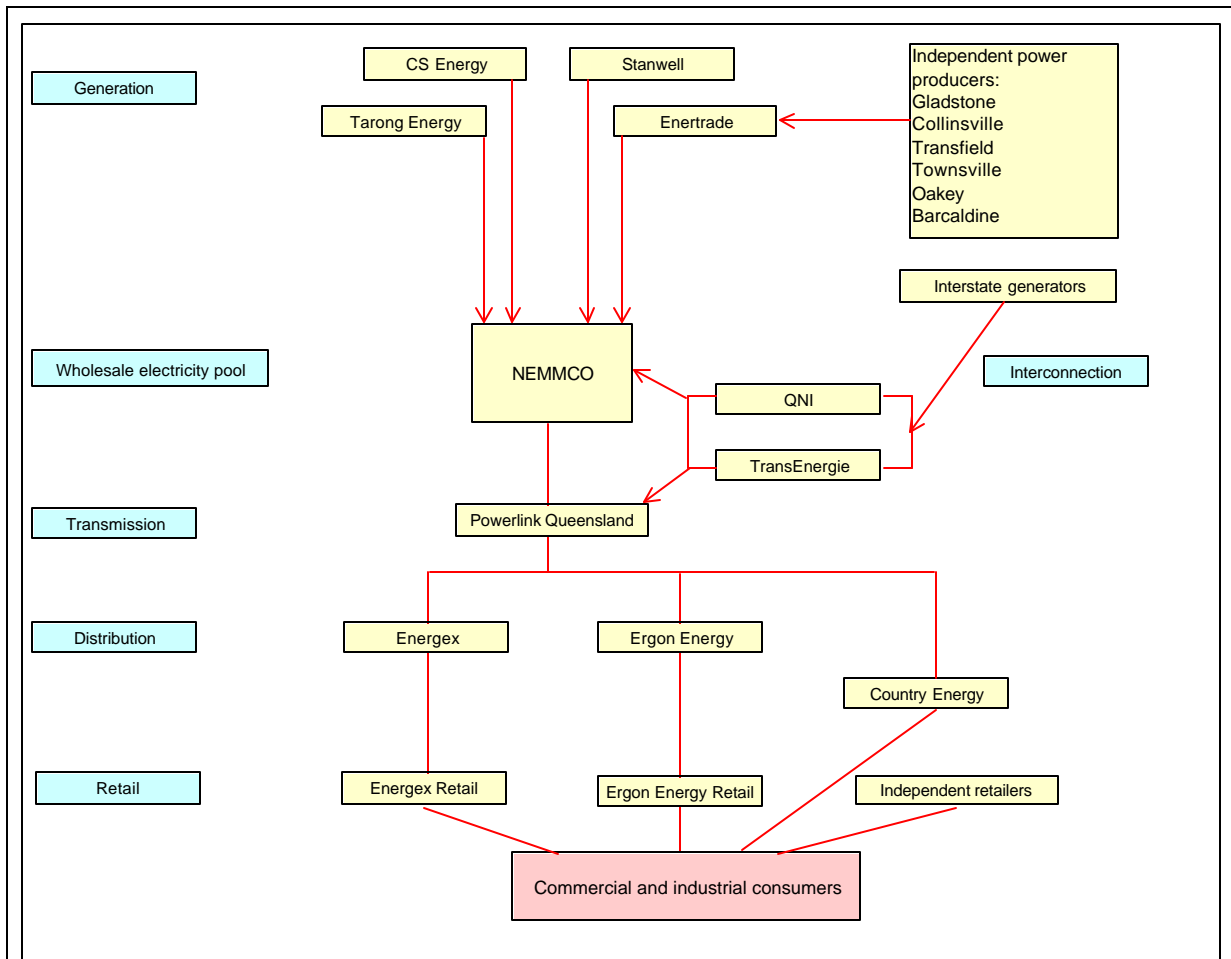 CS Energy
Stanwell
Independent power
producers:
Gladstone
Collinsville
Transfield
Townsville
Oakey
Barcaldine
Generation
Tarong Energy
Enertrade
Interstate generators
Wholesale electricity pool
NEMMCO
Interconnection
QNI
TransEnergie
Transmission
Powerlink Queensland
Distribution
Energex
Ergon Energy
Country Energy
Retail
Energex Retail
Ergon Energy Retail
Independent retailers
Commercial and industrial consumers